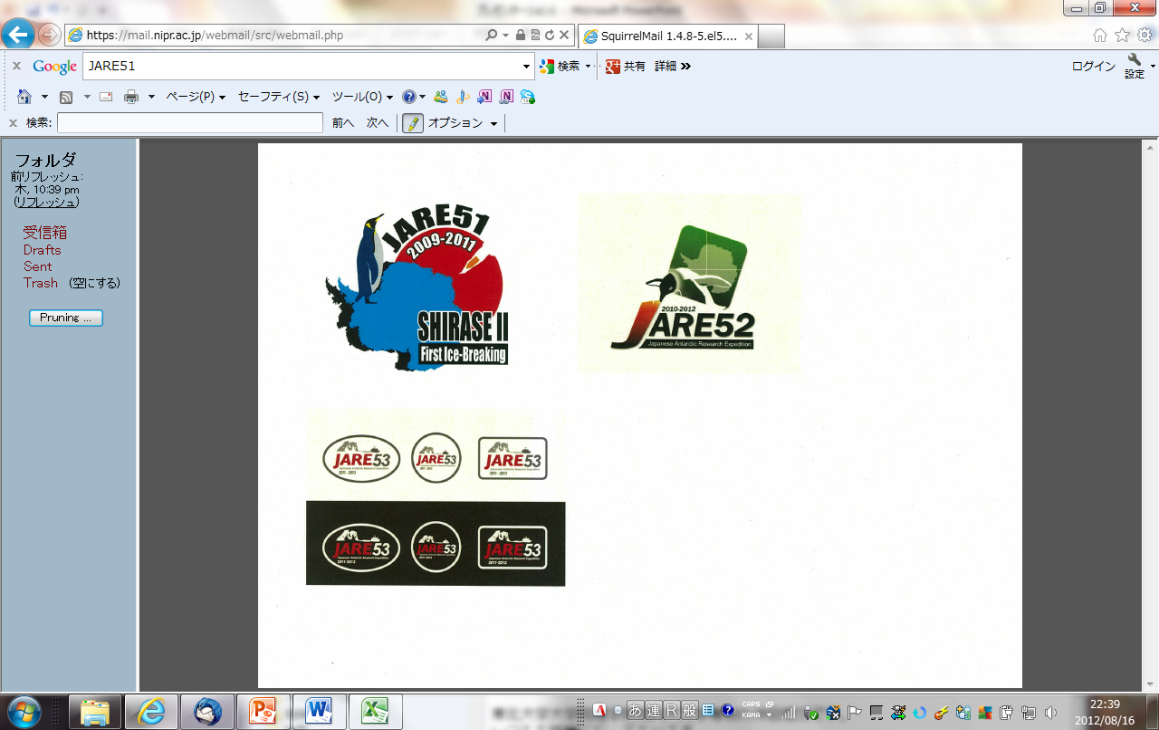 https://mail.nipr.ac.jp/webmail/src/webmail.php
SquirrelMail 1.4.8-5.el5....
Google JARE51 検索 共有 詳細 ログイン 設定
ページ(P) セーフティ(S) ツール(O)
検索: 前へ 次へ オプション
フォルダ
前リフレッシュ:
木, 10:39 pm
(リフレッシュ)
受信箱
Drafts
Sent
Trash (空にする)
Pruning ...
JARE51
2009-2011
SHIRASE II
First Ice-Breaking
2010-2012
JARE52
Japanese Antarctic Research Expedition
JARE53 JARE53 JARE53
JARE53 JARE53 JARE53
あ 連 R 般 CAPS KANA
22:39
2012/08/16